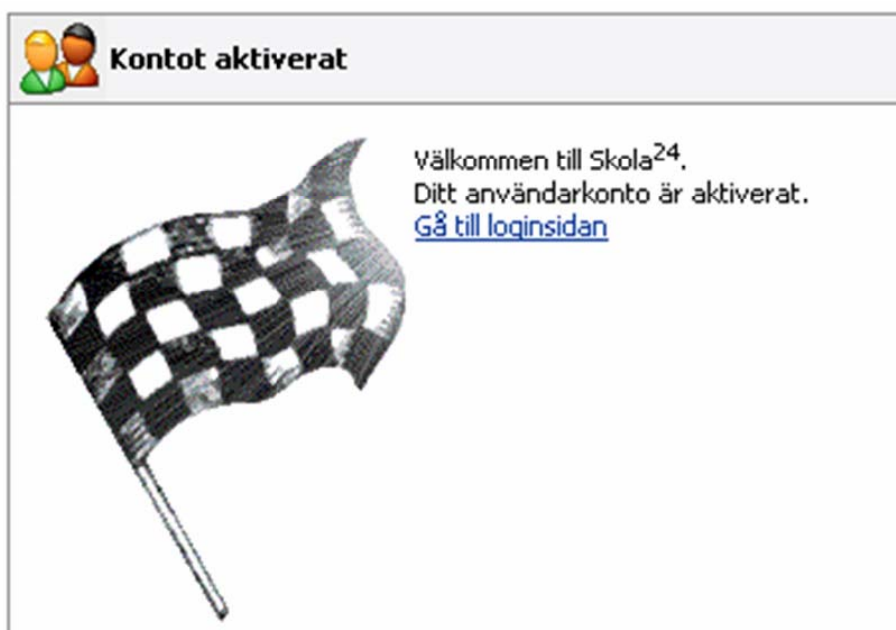 Kontot aktiverat
Välkommen till Skola24.
Ditt användarkonto är aktiverat.
Gå till loginsidan